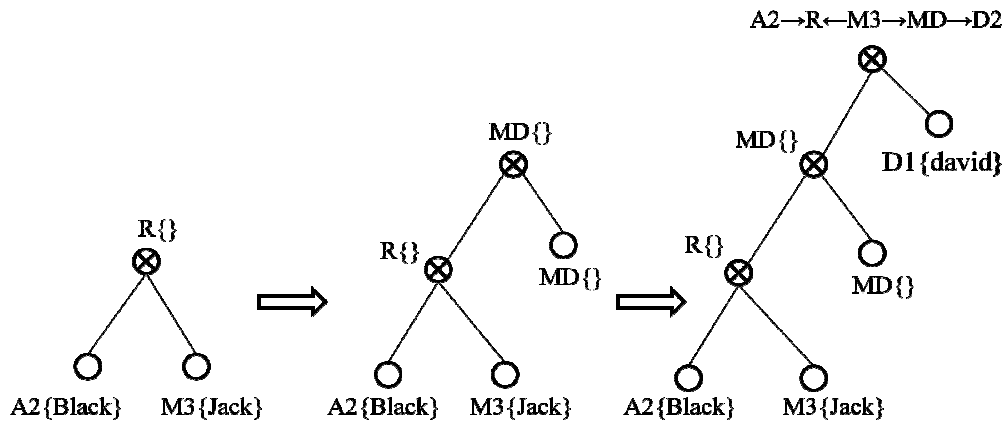 A2→R←M3→MD→D2
MD{}
MD{}
D1{david}
R{}
R{}
MD{}
R{}
MD{}
A2{Black}
M3{Jack}
A2{Black}
M3{Jack}
A2{Black}
M3{Jack}